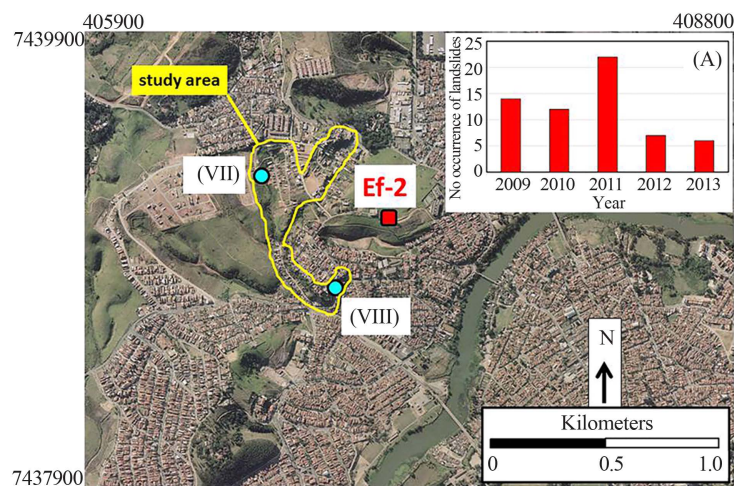 405900
408800
7439900
study area
(VII)
Ef-2
(VIII)
7437900
25
20
15
10
5
0
(A)
No occurrence of landslides
2009 2010 2011 2012 2013
Year
N
Kilometers
0 0.5 1.0